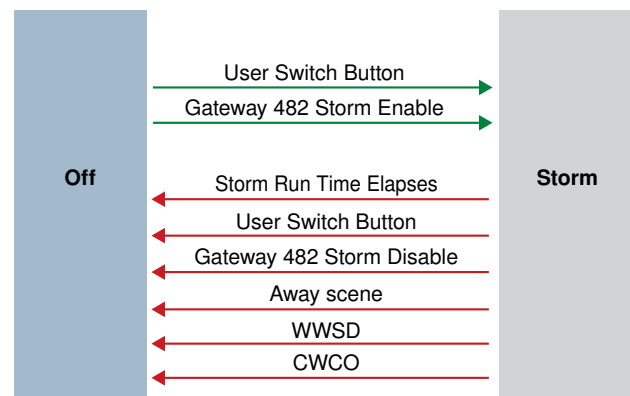 User Switch Button
Gateway 482 Storm Enable
Off
Storm
Storm Run Time Elapses
User Switch Button
Gateway 482 Storm Disable
Away scene
WWSD
CWCO